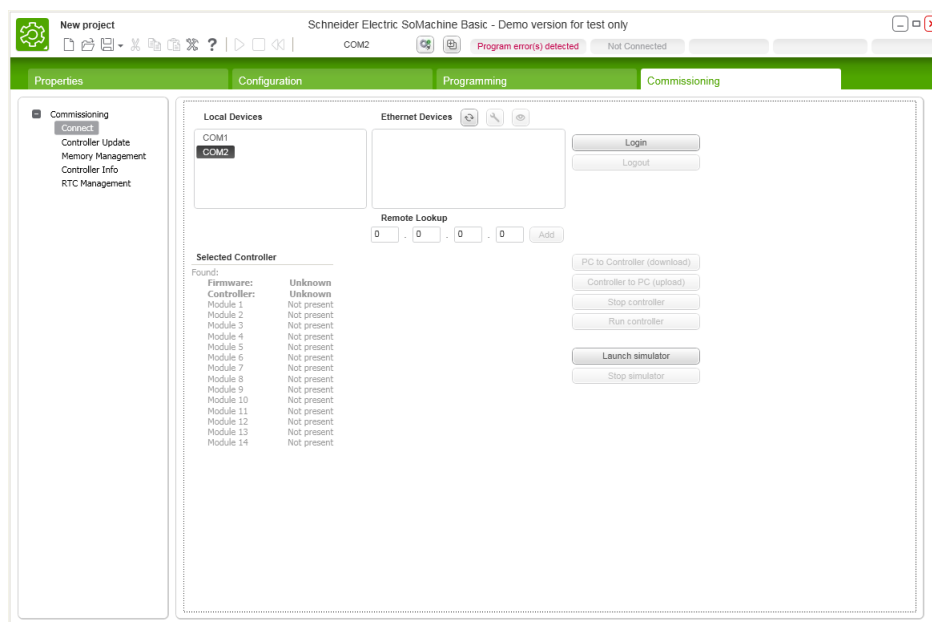 New project
Schneider Electric SoMachine Basic - Demo version for test only
COM2
Program error(s) detected
Not Connected
Properties
Configuration
Programming
Commissioning
Commissioning
Connect
Controller Update
Memory Management
Controller Info
RTC Management
Local Devices
COM1
COM2
Ethernet Devices
Login
Logout
Remote Lookup
0 . 0 . 0 . 0 Add
Selected Controller
Found:
Firmware: Unknown
Controller: Unknown
Module 1 Not present
Module 2 Not present
Module 3 Not present
Module 4 Not present
Module 5 Not present
Module 6 Not present
Module 7 Not present
Module 8 Not present
Module 9 Not present
Module 10 Not present
Module 11 Not present
Module 12 Not present
Module 13 Not present
Module 14 Not present
PC to Controller (download)
Controller to PC (upload)
Stop controller
Run controller
Launch simulator
Stop simulator